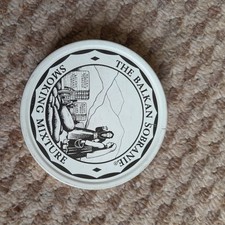 THE BALKAN SOBRANIE
SMOKING MIXTURE